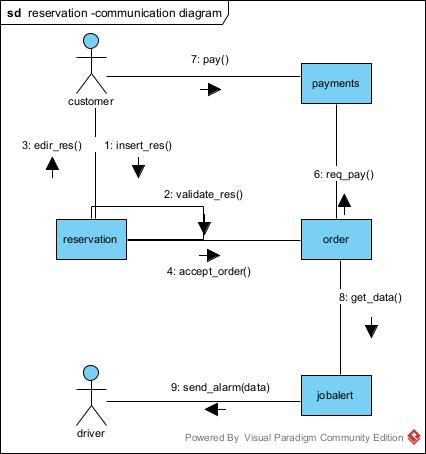 sd reservation -communication diagram
7: pay()
payments
customer
3: edir_res()
1: insert_res()
6: req_pay()
2: validate_res()
reservation
order
4: accept_order()
8: get_data()
9: send_alarm(data)
jobalert
driver
Powered By Visual Paradigm Community Edition